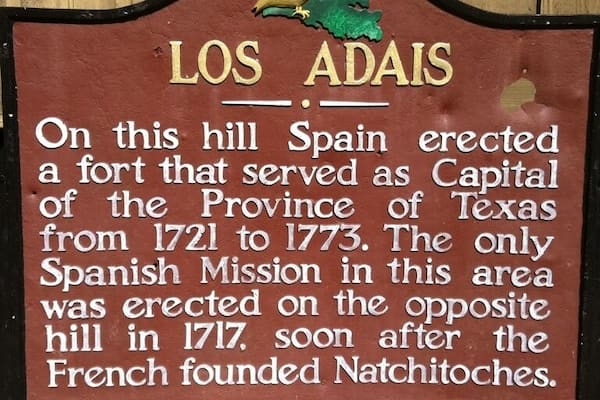 LOS ADAIS
On this hill Spain erected
a fort that served as Capital
of the Province of Texas
from 1721 to 1773. The only
Spanish Mission in this area
was erected on the opposite
hill in 1717, soon after the
French founded Natchitoches.